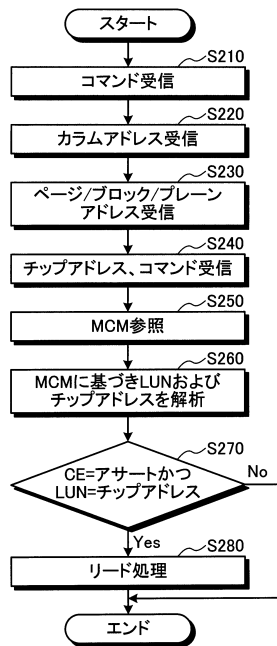 スタート
S210
コマンド受信
S220
カラムアドレス受信
S230
ページ/ブロック/プレーン
アドレス受信
S240
チップアドレス、コマンド受信
S250
MCM参照
S260
MCMに基づきLUNおよび
チップアドレスを解析
S270
CE=アサートかつ
LUN=チップアドレス
No
Yes
S280
リード処理
エンド